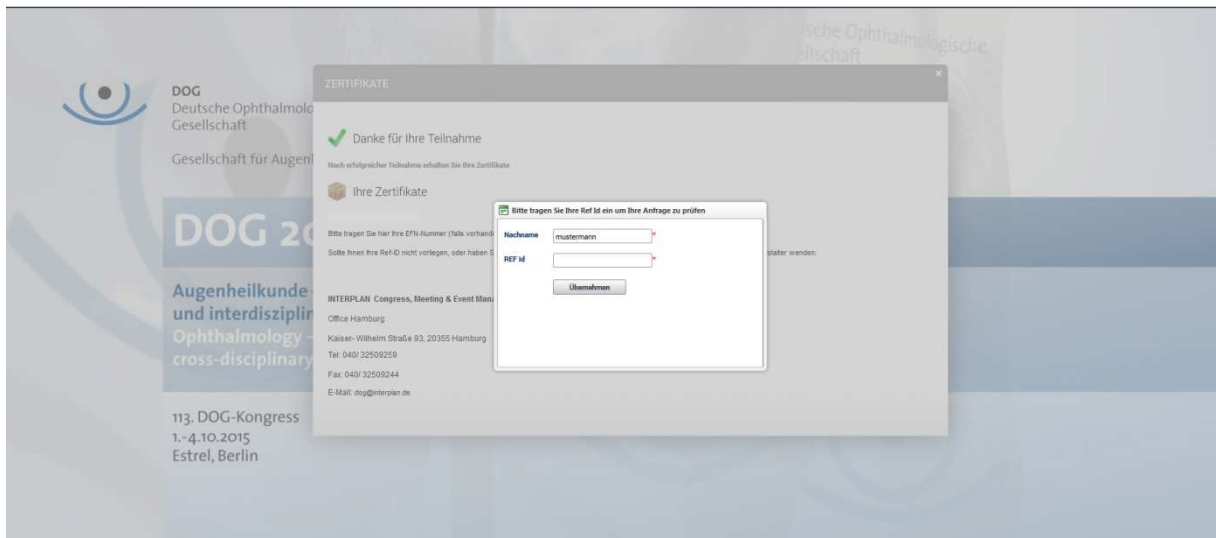 sche Ophthalmologische
ellschaft
DOG
Deutsche Ophthalmolo
Gesellschaft
Gesellschaft für Augenl
DOG 20
Augenheilkunde
und interdisziplin
Ophthalmology –
cross-disciplinary
113. DOG-Kongress
1.-4.10.2015
Estrel, Berlin
ZERTIFIKATE
×
Danke für Ihre Teilnahme
Nach erfolgreicher Teilnahme erhalten Sie Ihre Zertifikate
Ihre Zertifikate
Bitte tragen Sie hier Ihre EFN-Nummer (falls vorhand
Sollte Ihnen Ihre Ref-ID nicht vorliegen, oder haben S
stalter wenden:
INTERPLAN Congress, Meeting & Event Mana
Office Hamburg
Kaiser- Wilhelm Straße 93, 20355 Hamburg
Tel: 040/ 32509259
Fax: 040/ 32509244
E-Mail: dog@interplan.de
Bitte tragen Sie Ihre Ref Id ein um Ihre Anfrage zu prüfen
Nachname mustermann *
REF Id *
Übernehmen